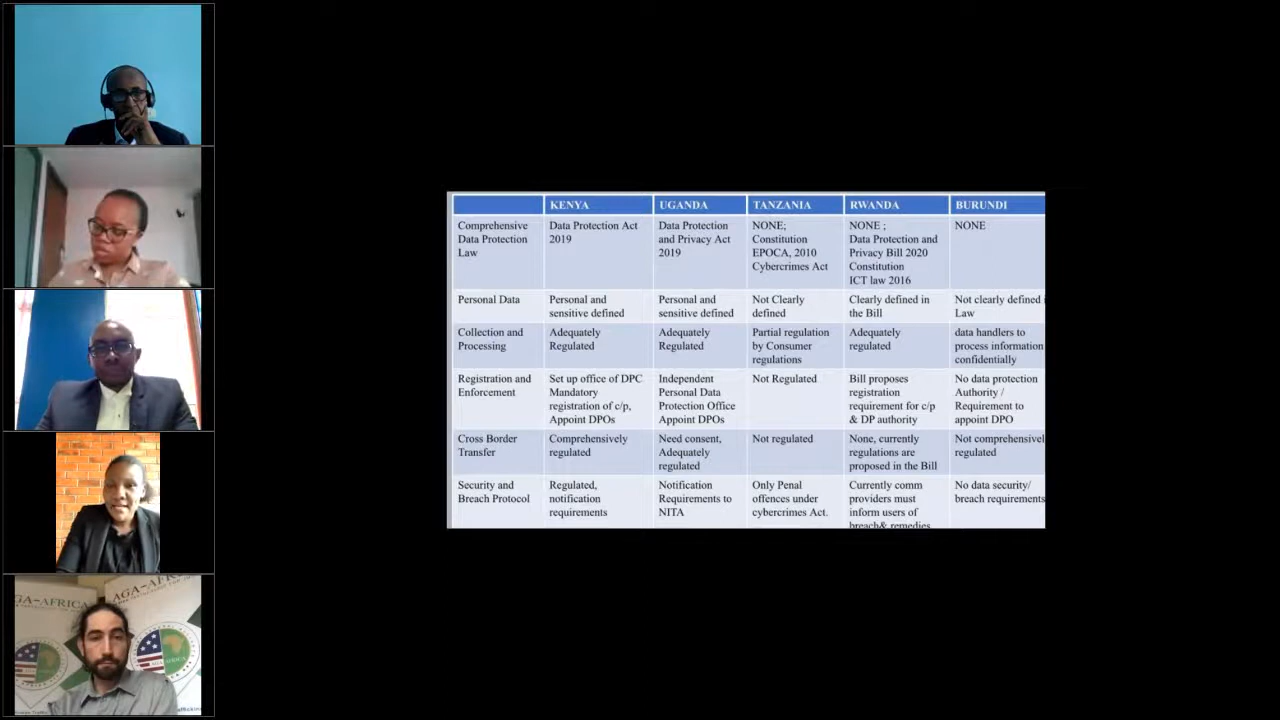 KENYA
UGANDA
TANZANIA
RWANDA
BURUNDI
Comprehensive
Data Protection
Law
Data Protection Act
2019
Data Protection
and Privacy Act
2019
NONE;
Constitution
EPOCA, 2010
Cybercrimes Act
NONE ;
Data Protection and
Privacy Bill 2020
Constitution
ICT law 2016
NONE
Personal Data
Personal and
sensitive defined
Personal and
sensitive defined
Not Clearly
defined
Clearly defined in
the Bill
Not clearly defined i
Law
Collection and
Processing
Adequately
Regulated
Adequately
Regulated
Partial regulation
by Consumer
regulations
Adequately
regulated
data handlers to
process information
confidentially
Registration and
Enforcement
Set up office of DPC
Mandatory
registration of c/p,
Appoint DPOs
Independent
Personal Data
Protection Office
Appoint DPOs
Not Regulated
Bill proposes
registration
requirement for c/p
& DP authority
No data protection
Authority /
Requirement to
appoint DPO
Cross Border
Transfer
Comprehensively
regulated
Need consent,
Adequately
regulated
Not regulated
None, currently
regulations are
proposed in the Bill
Not comprehensivel
regulated
Security and
Breach Protocol
Regulated,
notification
requirements
Notification
Requirements to
NITA
Only Penal
offences under
cybercrimes Act.
Currently comm
providers must
inform users of
breach& remedies
No data security/
breach requirements
GA-AFRICA
AGA-AFRI